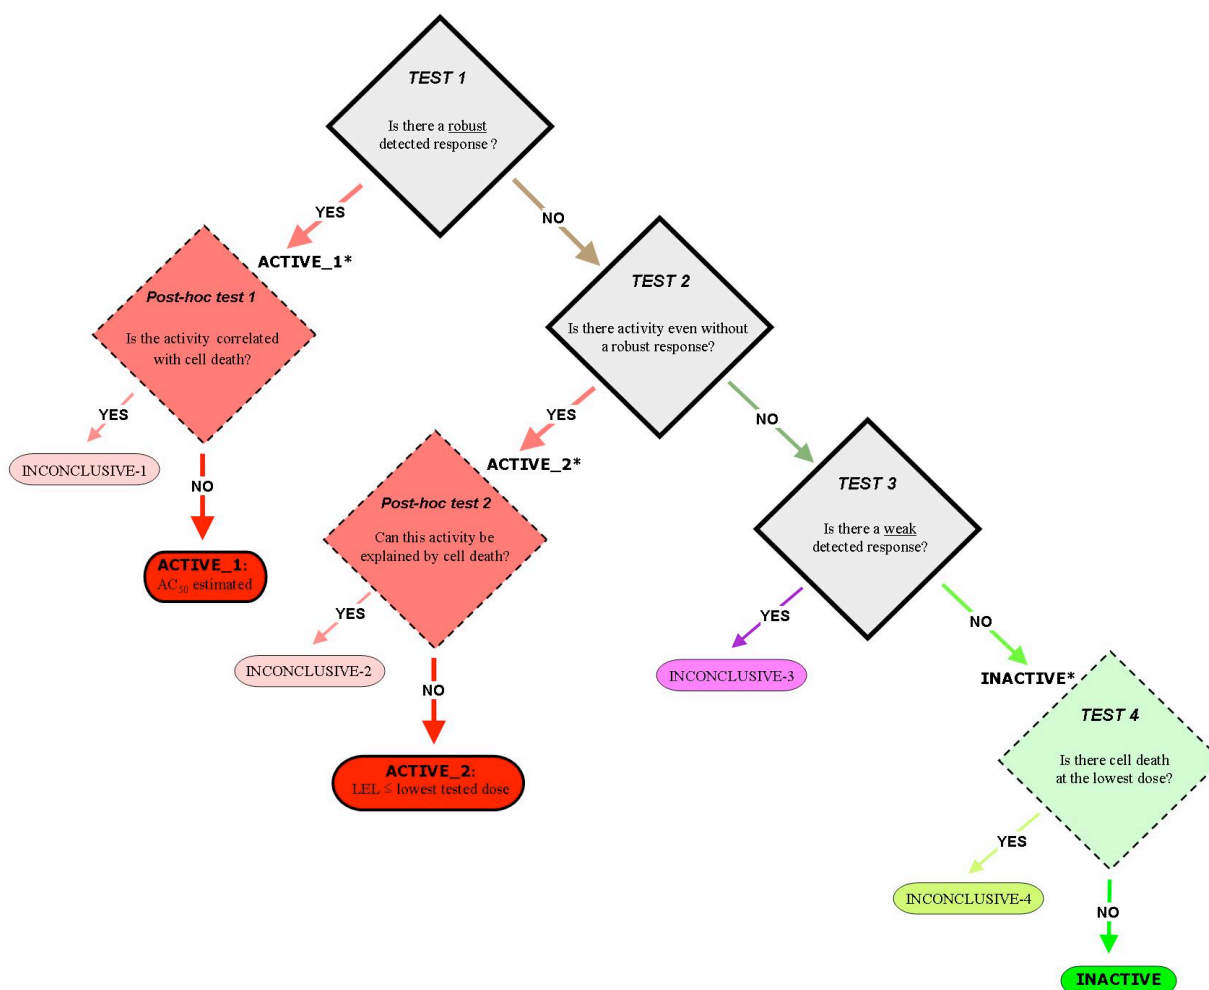 TEST 1
Is there a robust
detected response ?
YES
NO
ACTIVE_1*
Post-hoc test 1
Is the activity correlated
with cell death?
YES
INCONCLUSIVE-1
NO
ACTIVE_1:
AC50 estimated
TEST 2
Is there activity even without
a robust response?
YES
NO
ACTIVE_2*
Post-hoc test 2
Can this activity be
explained by cell death?
YES
INCONCLUSIVE-2
NO
ACTIVE_2:
LEL ≤ lowest tested dose
TEST 3
Is there a weak
detected response?
YES
INCONCLUSIVE-3
NO
INACTIVE*
TEST 4
Is there cell death
at the lowest dose?
YES
INCONCLUSIVE-4
NO
INACTIVE